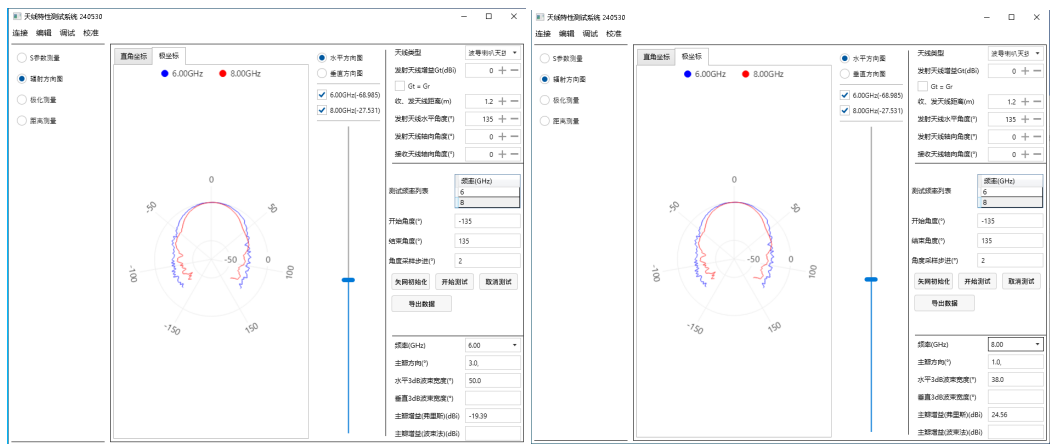 天线特性测试系统 240530
连接 编辑 调试 校准
S参数测量
辐射方向图
极化测量
距离测量
直角坐标 极坐标
6.00GHz 8.00GHz
0
50
100
150
-150
-100
-50
-50 0
水平方向图
垂直方向图
6.00GHz(-68.985)
8.00GHz(-27.531)
天线类型 波导喇叭天线
发射天线增益Gt(dBi) 0
Gt = Gr
收、发天线距离(m) 1.2
发射天线水平角度(°) 135
发射天线轴向角度(°) 0
接收天线轴向角度(°) 0
测试频率列表
频率(GHz)
6
8
开始角度(°) -135
结束角度(°) 135
角度采样步进(°) 2
矢网初始化 开始测试 取消测试
导出数据
频率(GHz) 6.00
主瓣方向(°) 3.0,
水平3dB波束宽度(°) 50.0
垂直3dB波束宽度(°)
主瓣增益(弗里斯)(dBi) -19.39
主瓣增益(波束法)(dBi)
天线特性测试系统 240530
连接 编辑 调试 校准
S参数测量
辐射方向图
极化测量
距离测量
直角坐标 极坐标
6.00GHz 8.00GHz
0
50
100
150
-150
-100
-50
-50 0
水平方向图
垂直方向图
6.00GHz(-68.985)
8.00GHz(-27.531)
天线类型 波导喇叭天线
发射天线增益Gt(dBi) 0
Gt = Gr
收、发天线距离(m) 1.2
发射天线水平角度(°) 135
发射天线轴向角度(°) 0
接收天线轴向角度(°) 0
测试频率列表
频率(GHz)
6
8
开始角度(°) -135
结束角度(°) 135
角度采样步进(°) 2
矢网初始化 开始测试 取消测试
导出数据
频率(GHz) 8.00
主瓣方向(°) 1.0,
水平3dB波束宽度(°) 38.0
垂直3dB波束宽度(°)
主瓣增益(弗里斯)(dBi) 24.56
主瓣增益(波束法)(dBi)